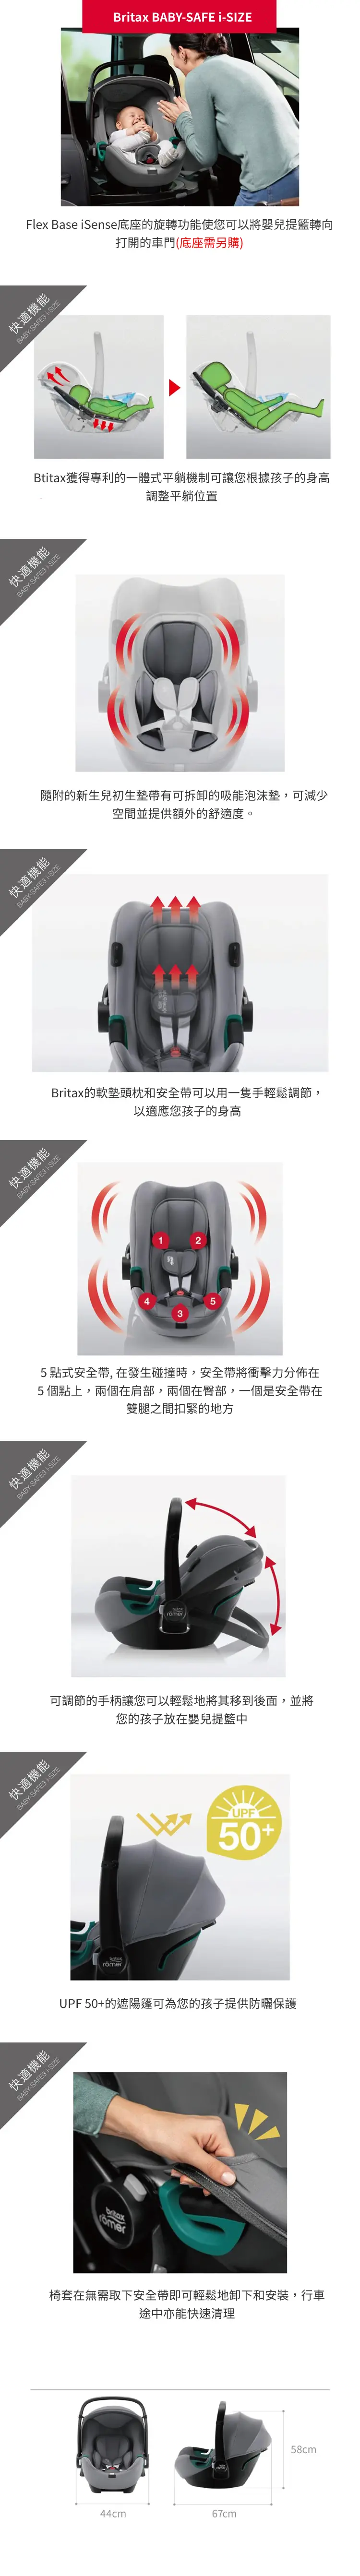 Britax BABY-SAFE i-SIZE
Flex Base iSense底座的旋轉功能使您可以將嬰兒提籃轉向
打開的車門(底座需另購)
快適機能
BABY-SAFE3 i-SIZE
Btitax獲得專利的一體式平躺機制可讓您根據孩子的身高
調整平躺位置
快適機能
BABY-SAFE3 i-SIZE
隨附的新生兒初生墊帶有可拆卸的吸能泡沫墊，可減少
空間並提供額外的舒適度。
快適機能
BABY-SAFE3 i-SIZE
Britax的軟墊頭枕和安全帶可以用一隻手輕鬆調節，
以適應您孩子的身高
快適機能
BABY-SAFE3 i-SIZE
1
2
4
5
3
5 點式安全帶, 在發生碰撞時，安全帶將衝擊力分佈在
5 個點上，兩個在肩部，兩個在臀部，一個是安全帶在
雙腿之間扣緊的地方
快適機能
BABY-SAFE3 i-SIZE
britax
römer
可調節的手柄讓您可以輕鬆地將其移到後面，並將
您的孩子放在嬰兒提籃中
快適機能
BABY-SAFE3 i-SIZE
UPF
50+
britax
römer
UPF 50+的遮陽篷可為您的孩子提供防曬保護
快適機能
BABY-SAFE3 i-SIZE
britax
römer
椅套在無需取下安全帶即可輕鬆地卸下和安裝，行車
途中亦能快速清理
58cm
44cm
67cm